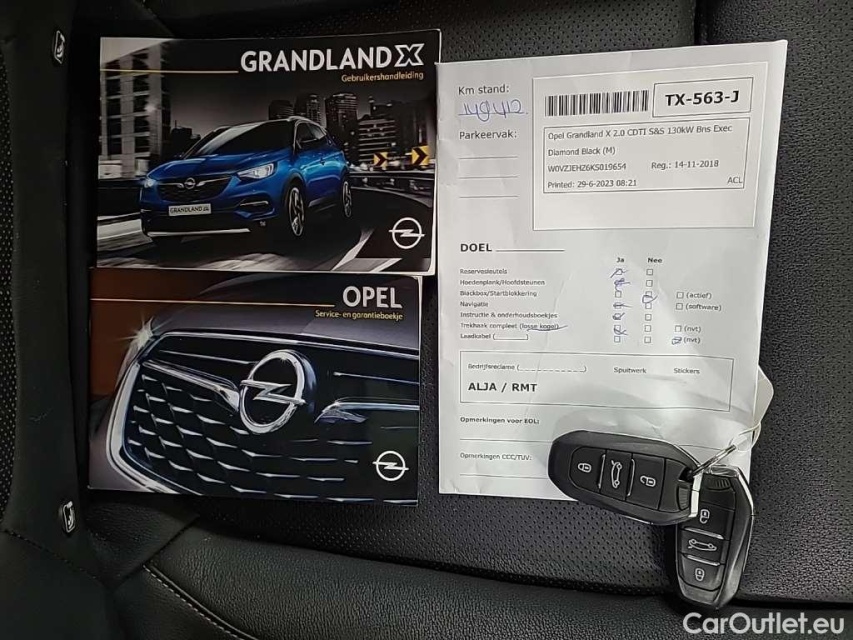 GRANDLAND X
Gebruikershandleiding
GRANDLAND X
OPEL
Service- en garantieboekje
Km stand:
Parkeervak:
TX-563-J
Opel Grandland X 2.0 CDTI S&S 130kW Bns Exec
Diamond Black (M)
W0VZJEHZ6KS019654 Reg.: 14-11-2018
Printed: 29-6-2023 08:21 ACL
DOEL
Ja Nee
Reservesleutels
Hoedenplank/Hoofdsteunen
Blackbox/Startblokkering (actief)
Navigatie (software)
Instructie & onderhoudsboekjes
Trekhaak compleet (losse kogel) (nvt)
Laadkabel (nvt)
Bedrijfsreclame Spuitwerk Stickers
ALJA / RMT
Opmerkingen voor EOL:
Opmerkingen CCC/TUV:
CarOutlet.eu